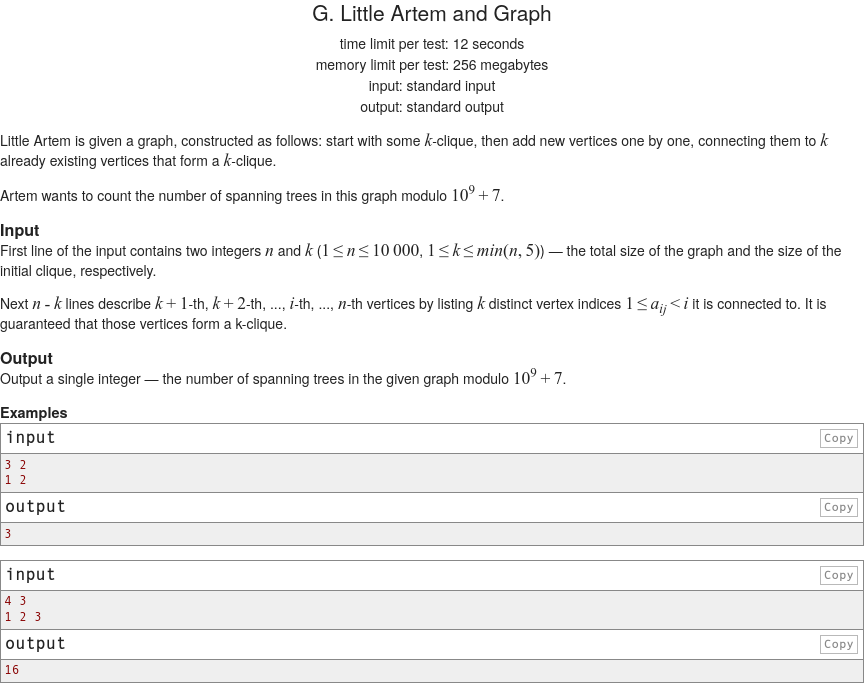 G. Little Artem and Graph
time limit per test: 12 seconds
memory limit per test: 256 megabytes
input: standard input
output: standard output
Little Artem is given a graph, constructed as follows: start with some k-clique, then add new vertices one by one, connecting them to k
already existing vertices that form a k-clique.
Artem wants to count the number of spanning trees in this graph modulo 10^9 + 7.
Input
First line of the input contains two integers n and k (1 ≤ n ≤ 10 000, 1 ≤ k ≤ min(n, 5)) — the total size of the graph and the size of the
initial clique, respectively.
Next n - k lines describe k + 1-th, k + 2-th, ..., i-th, ..., n-th vertices by listing k distinct vertex indices 1 ≤ a_ij < i it is connected to. It is
guaranteed that those vertices form a k-clique.
Output
Output a single integer — the number of spanning trees in the given graph modulo 10^9 + 7.
Examples
input Copy
3 2
1 2
output Copy
3
input Copy
4 3
1 2 3
output Copy
16